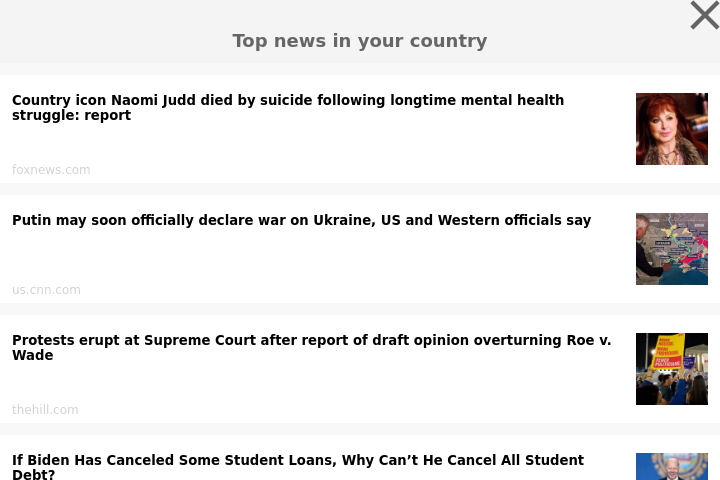 Top news in your country
Country icon Naomi Judd died by suicide following longtime mental health
struggle: report
foxnews.com
Putin may soon officially declare war on Ukraine, US and Western officials say
us.cnn.com
Protests erupt at Supreme Court after report of draft opinion overturning Roe v.
Wade
thehill.com
If Biden Has Canceled Some Student Loans, Why Can’t He Cancel All Student
Debt?